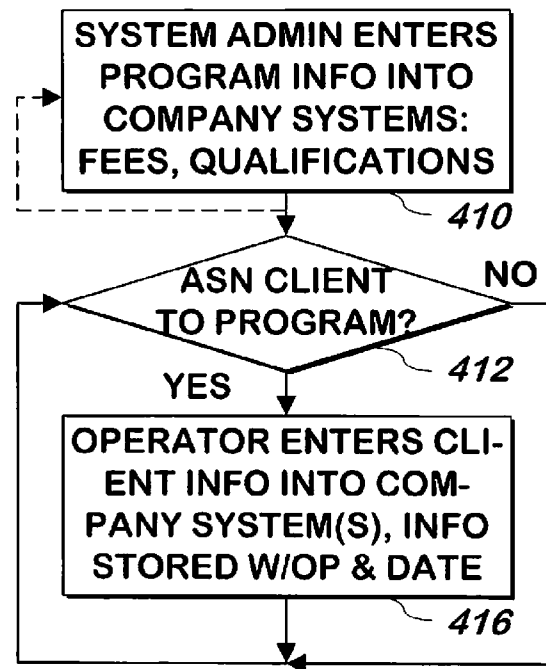 SYSTEM ADMIN ENTERS
PROGRAM INFO INTO
COMPANY SYSTEMS:
FEES, QUALIFICATIONS
410
ASN CLIENT
TO PROGRAM?
NO
412
YES
OPERATOR ENTERS CLI-
ENT INFO INTO COM-
PANY SYSTEM(S), INFO
STORED W/OP & DATE
416